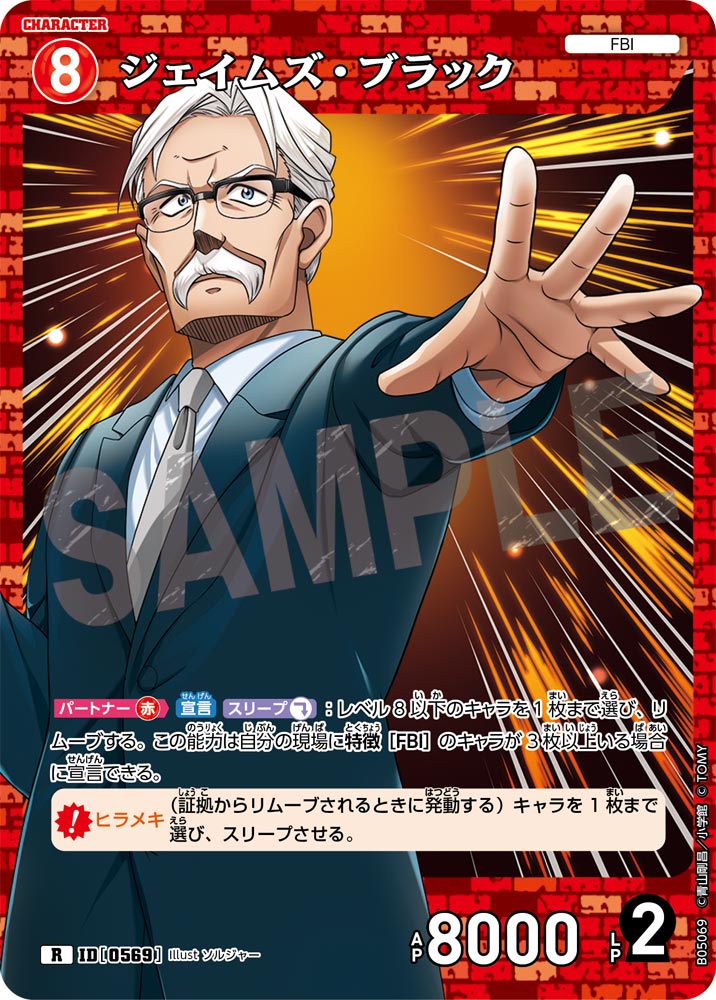 CHARACTER
8
ジェイムズ・ブラック
FBI
SAMPLE
パートナー 赤 宣言 スリープ：レベル8以下のキャラを1枚まで選び、リ
ムーブする。この能力は自分の現場に特徴［FBI］のキャラが3枚以上いる場合
に宣言できる。
ヒラメキ（証拠からリムーブされるときに発動する）キャラを1枚まで
選び、スリープさせる。
R ID[0569] Illust ソルジャー
AP 8000
LP 2
B05069 ©青山剛昌／小学館 © TOMY